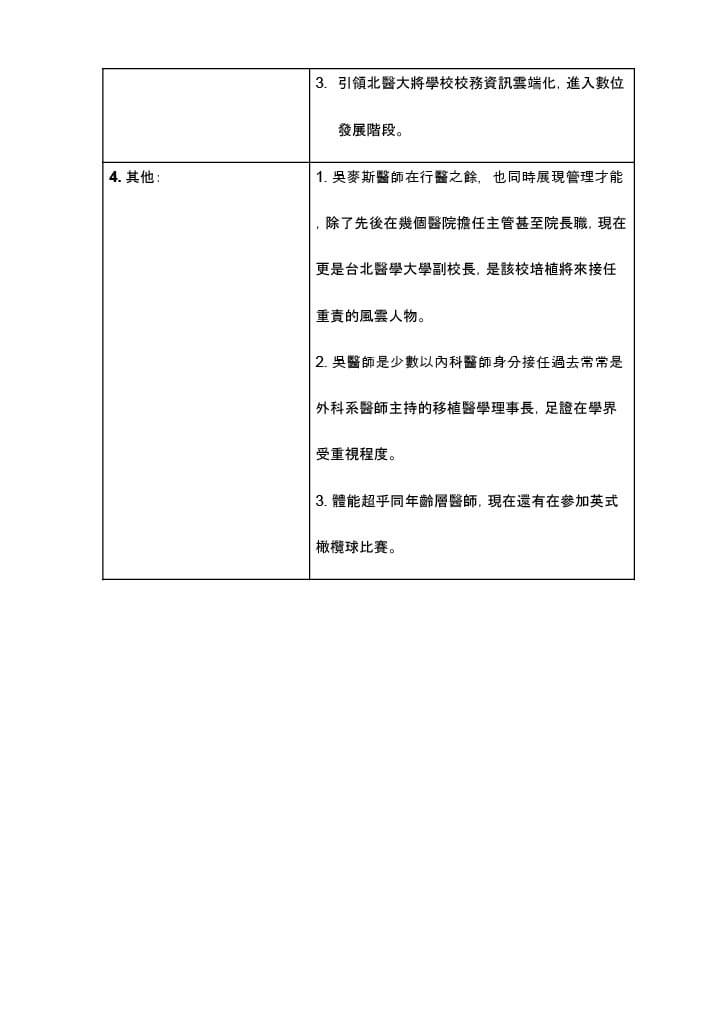 3. 引領北醫大將學校校務資訊雲端化, 進入數位
發展階段。
4. 其他:
1. 吳麥斯醫師在行醫之餘, 也同時展現管理才能
, 除了先後在幾個醫院擔任主管甚至院長職, 現在
更是台北醫學大學副校長, 是該校培植將來接任
重責的風雲人物。
2. 吳醫師是少數以內科醫師身分接任過去常常是
外科系醫師主持的移植醫學理事長, 足證在學界
受重視程度。
3. 體能超乎同年齡層醫師, 現在還有在參加英式
橄欖球比賽。